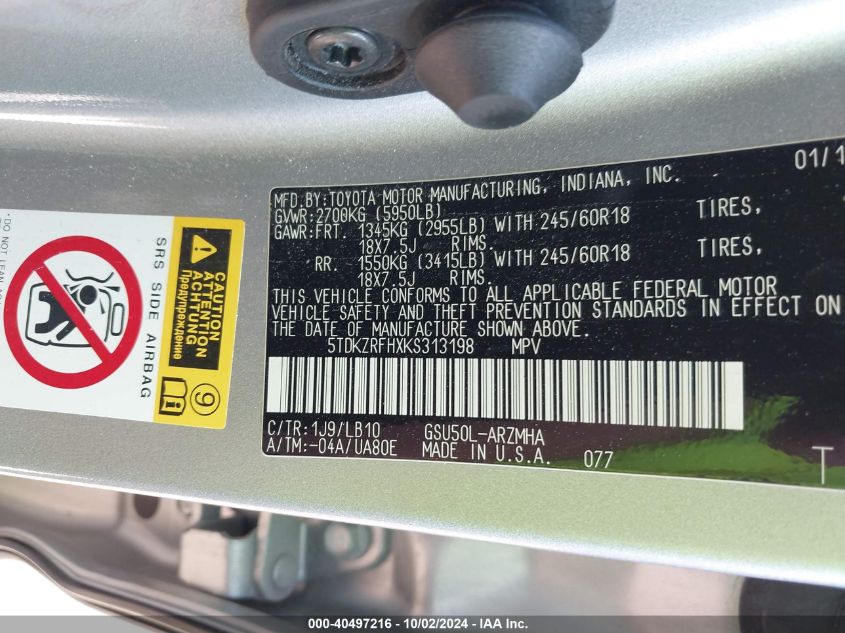 01/1
MFD.BY:TOYOTA MOTOR MANUFACTURING, INDIANA, INC.
GVWR:2700KG (5950LB)
GAWR:FRT. 1345KG (2955LB) WITH 245/60R18 TIRES,
18X7.5J RIMS.
RR. 1550KG (3415LB) WITH 245/60R18 TIRES,
18X7.5J RIMS.
THIS VEHICLE CONFORMS TO ALL APPLICABLE FEDERAL MOTOR
VEHICLE SAFETY AND THEFT PREVENTION STANDARDS IN EFFECT ON
THE DATE OF MANUFACTURE SHOWN ABOVE.
5TDKZRFHXKS313198 MPV
C/TR:1J9/LB10 GSU50L-ARZMHA
A/TM:-04A/UA80E MADE IN U.S.A. 077
T
CAUTION
ATTENTION
ACHTUNG
Предупреждение
SRS SIDE AIRBAG
DO NOT LEAN
i
9
000-40497216 - 10/02/2024 - IAA Inc.